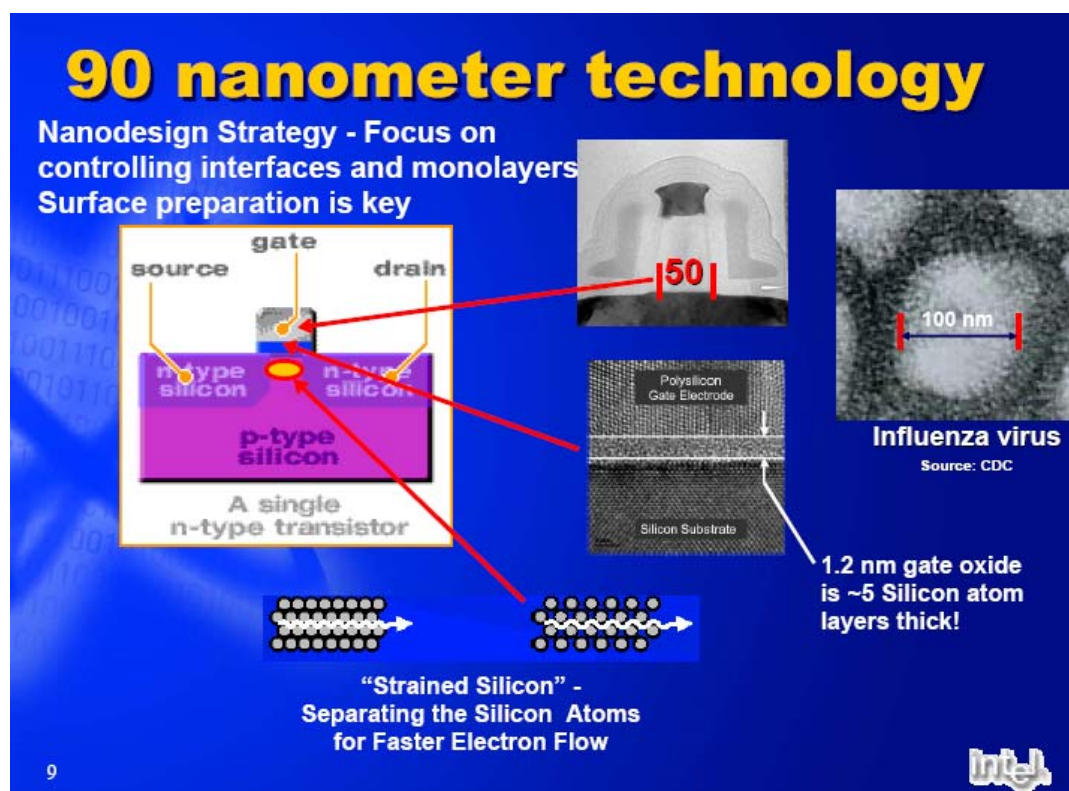 90 nanometer technology
Nanodesign Strategy - Focus on
controlling interfaces and monolayers
Surface preparation is key
gate
source
drain
n-type
silicon
n-type
silicon
p-type
silicon
A single
n-type transistor
50
100 nm
Influenza virus
Source: CDC
Polysilicon
Gate Electrode
Silicon Substrate
1.2 nm gate oxide
is ~5 Silicon atom
layers thick!
“Strained Silicon” -
Separating the Silicon Atoms
for Faster Electron Flow
9
intel